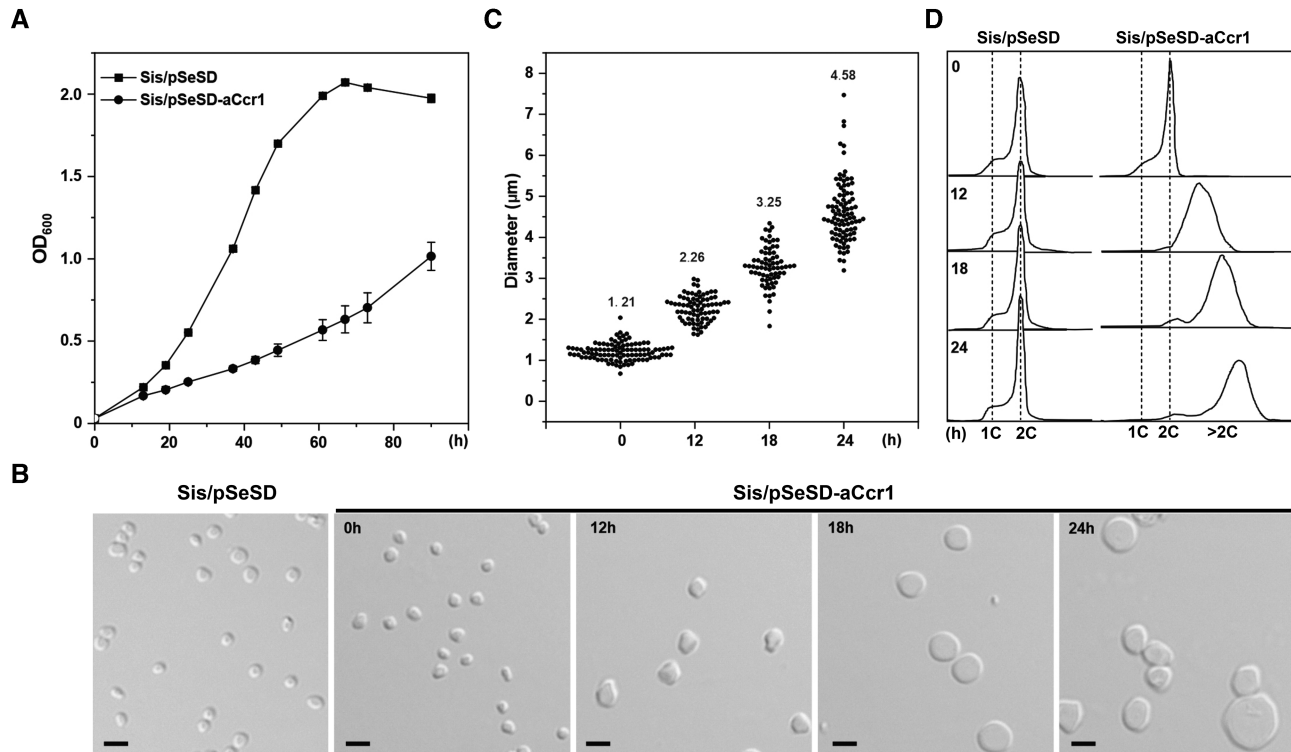 A
Sis/pSeSD
Sis/pSeSD-aCcr1
OD600
2.0
1.5
1.0
0.5
0
0 20 40 60 80 (h)
C
Diameter (μm)
8
7
6
5
4
3
2
1
0
1. 21
2.26
3.25
4.58
0 12 18 24 (h)
D
Sis/pSeSD Sis/pSeSD-aCcr1
0
12
18
24
(h) 1C 2C 1C 2C >2C
B
Sis/pSeSD Sis/pSeSD-aCcr1
0h 12h 18h 24h